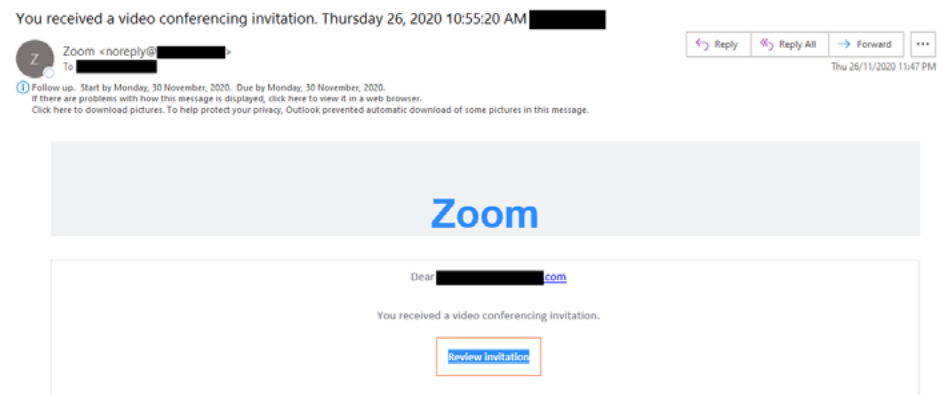 You received a video conferencing invitation. Thursday 26, 2020 10:55:20 AM
Reply
Reply All
Forward
Z
Zoom <noreply@ >
To
Thu 26/11/2020 11:47 PM
Follow up. Start by Monday, 30 November, 2020. Due by Monday, 30 November, 2020.
If there are problems with how this message is displayed, click here to view it in a web browser.
Click here to download pictures. To help protect your privacy, Outlook prevented automatic download of some pictures in this message.
Zoom
Dear .com
You received a video conferencing invitation.
Review invitation